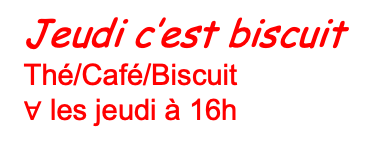 Jeudi c'est biscuit
Thé/Café/Biscuit
∀ les jeudi à 16h